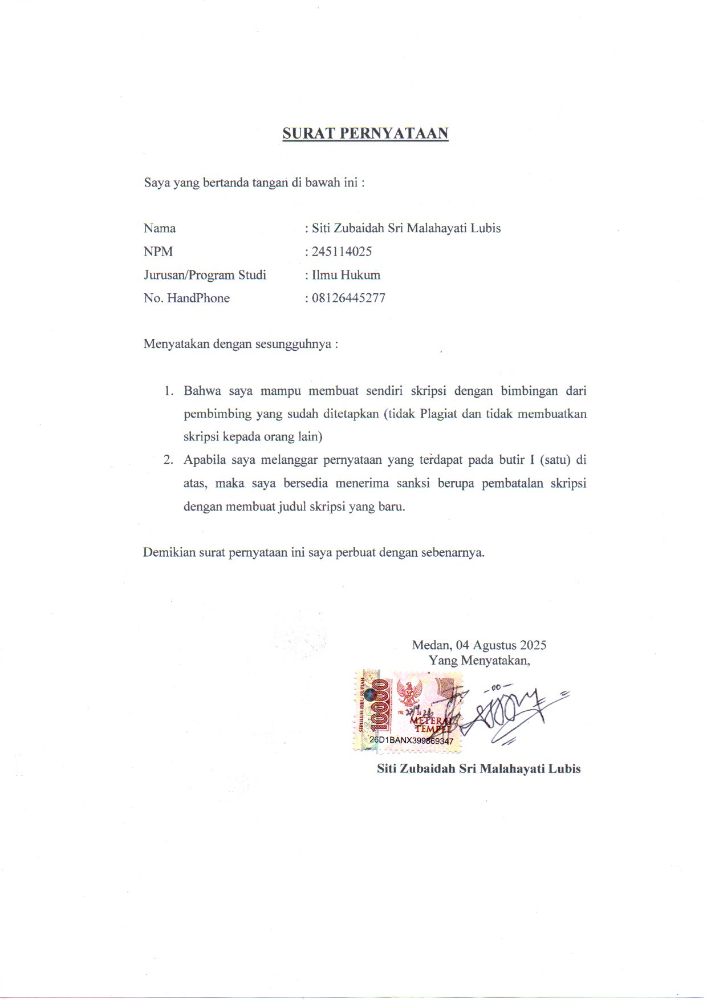 SURAT PERNYATAAN
Saya yang bertanda tangan di bawah ini :
Nama : Siti Zubaidah Sri Malahayati Lubis
NPM : 245114025
Jurusan/Program Studi : Ilmu Hukum
No. HandPhone : 08126445277
Menyatakan dengan sesungguhnya :
1. Bahwa saya mampu membuat sendiri skripsi dengan bimbingan dari
pembimbing yang sudah ditetapkan (tidak Plagiat dan tidak membuatkan
skripsi kepada orang lain)
2. Apabila saya melanggar pernyataan yang terdapat pada butir I (satu) di
atas, maka saya bersedia menerima sanksi berupa pembatalan skripsi
dengan membuat judul skripsi yang baru.
Demikian surat pernyataan ini saya perbuat dengan sebenarnya.
Medan, 04 Agustus 2025
Yang Menyatakan,
SEPULUH RIBU RUPIAH
10000
TGL. 20
METERAI
TEMPEL
26D1BANX399869347
Siti Zubaidah Sri Malahayati Lubis